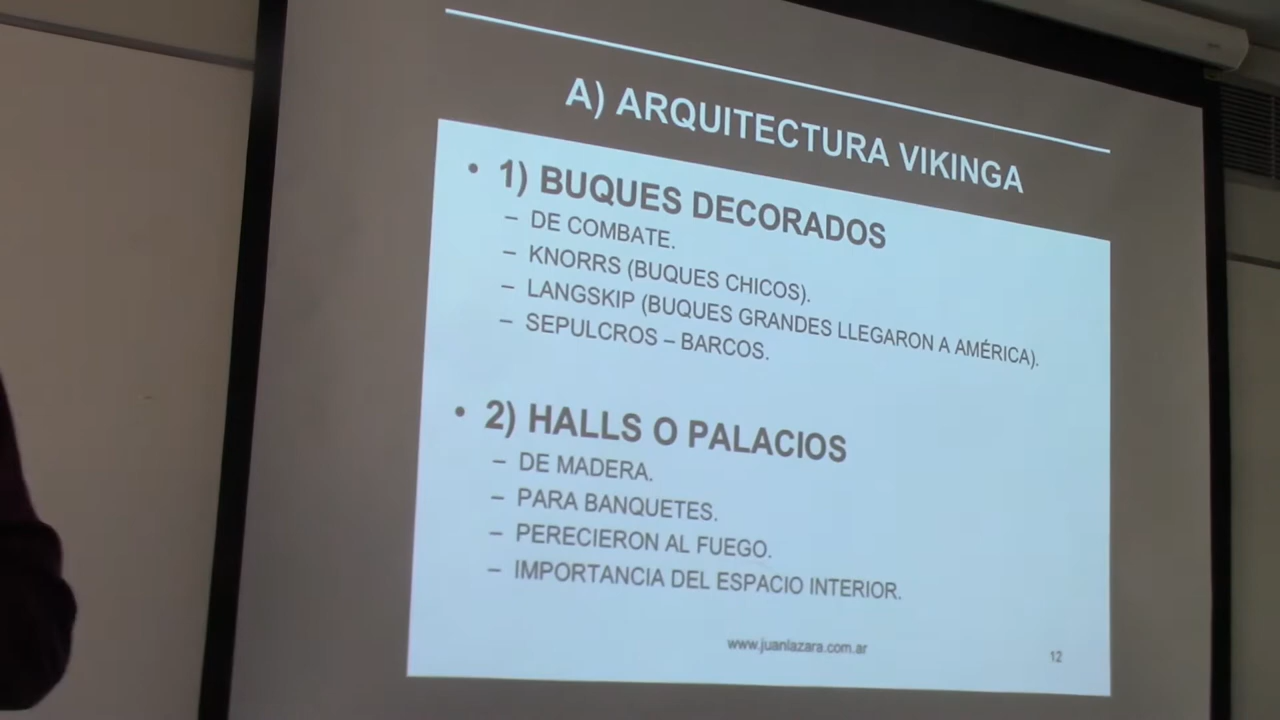 A) ARQUITECTURA VIKINGA
• 1) BUQUES DECORADOS
– DE COMBATE.
– KNORRS (BUQUES CHICOS).
– LANGSKIP (BUQUES GRANDES LLEGARON A AMÉRICA).
– SEPULCROS – BARCOS.
• 2) HALLS O PALACIOS
– DE MADERA.
– PARA BANQUETES.
– PERECIERON AL FUEGO.
– IMPORTANCIA DEL ESPACIO INTERIOR.
www.juanlazara.com.ar
12